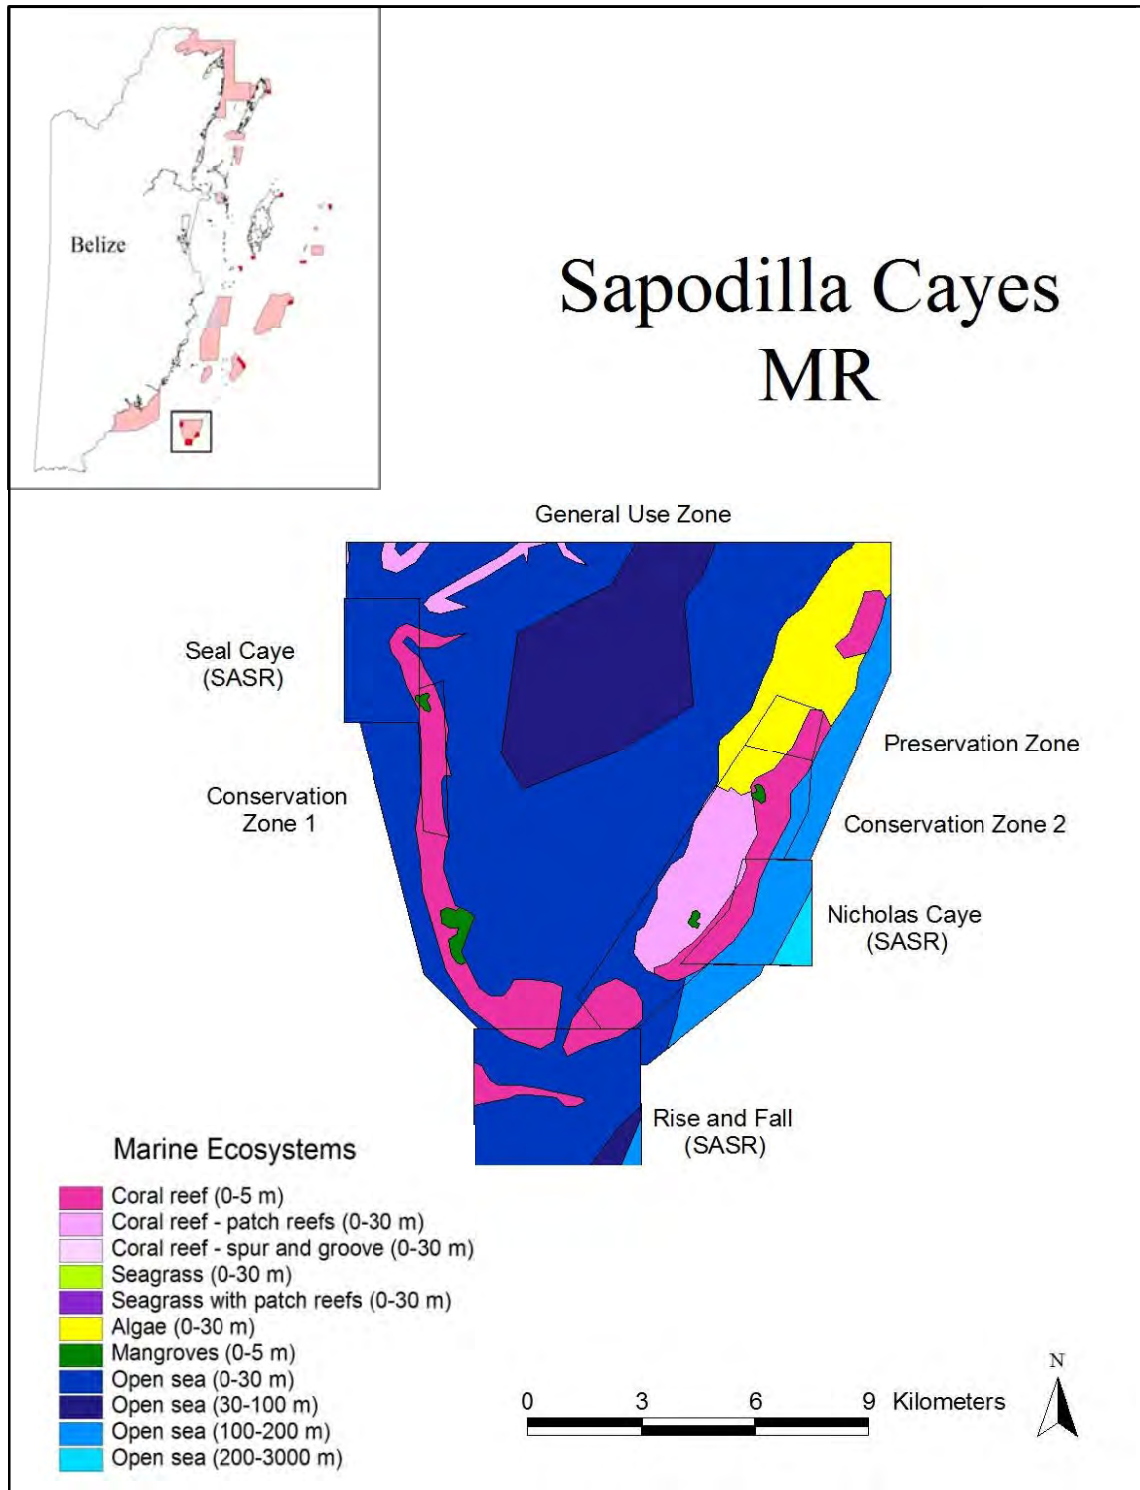 Belize
Sapodilla Cayes
MR
General Use Zone
Seal Caye
(SASR)
Preservation Zone
Conservation
Zone 1
Conservation Zone 2
Nicholas Caye
(SASR)
Rise and Fall
(SASR)
Marine Ecosystems
Coral reef (0-5 m)
Coral reef - patch reefs (0-30 m)
Coral reef - spur and groove (0-30 m)
Seagrass (0-30 m)
Seagrass with patch reefs (0-30 m)
Algae (0-30 m)
Mangroves (0-5 m)
Open sea (0-30 m)
Open sea (30-100 m)
Open sea (100-200 m)
Open sea (200-3000 m)
0 3 6 9 Kilometers
N